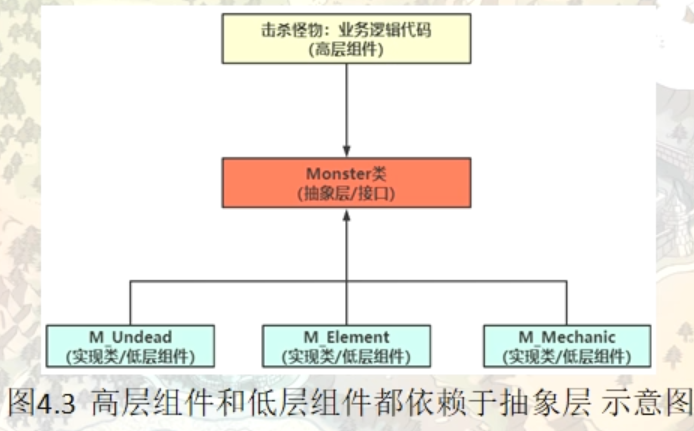 击杀怪物：业务逻辑代码
(高层组件)
Monster类
(抽象层/接口)
M_Undead
(实现类/低层组件)
M_Element
(实现类/低层组件)
M_Mechanic
(实现类/低层组件)
图4.3 高层组件和低层组件都依赖于抽象层 示意图